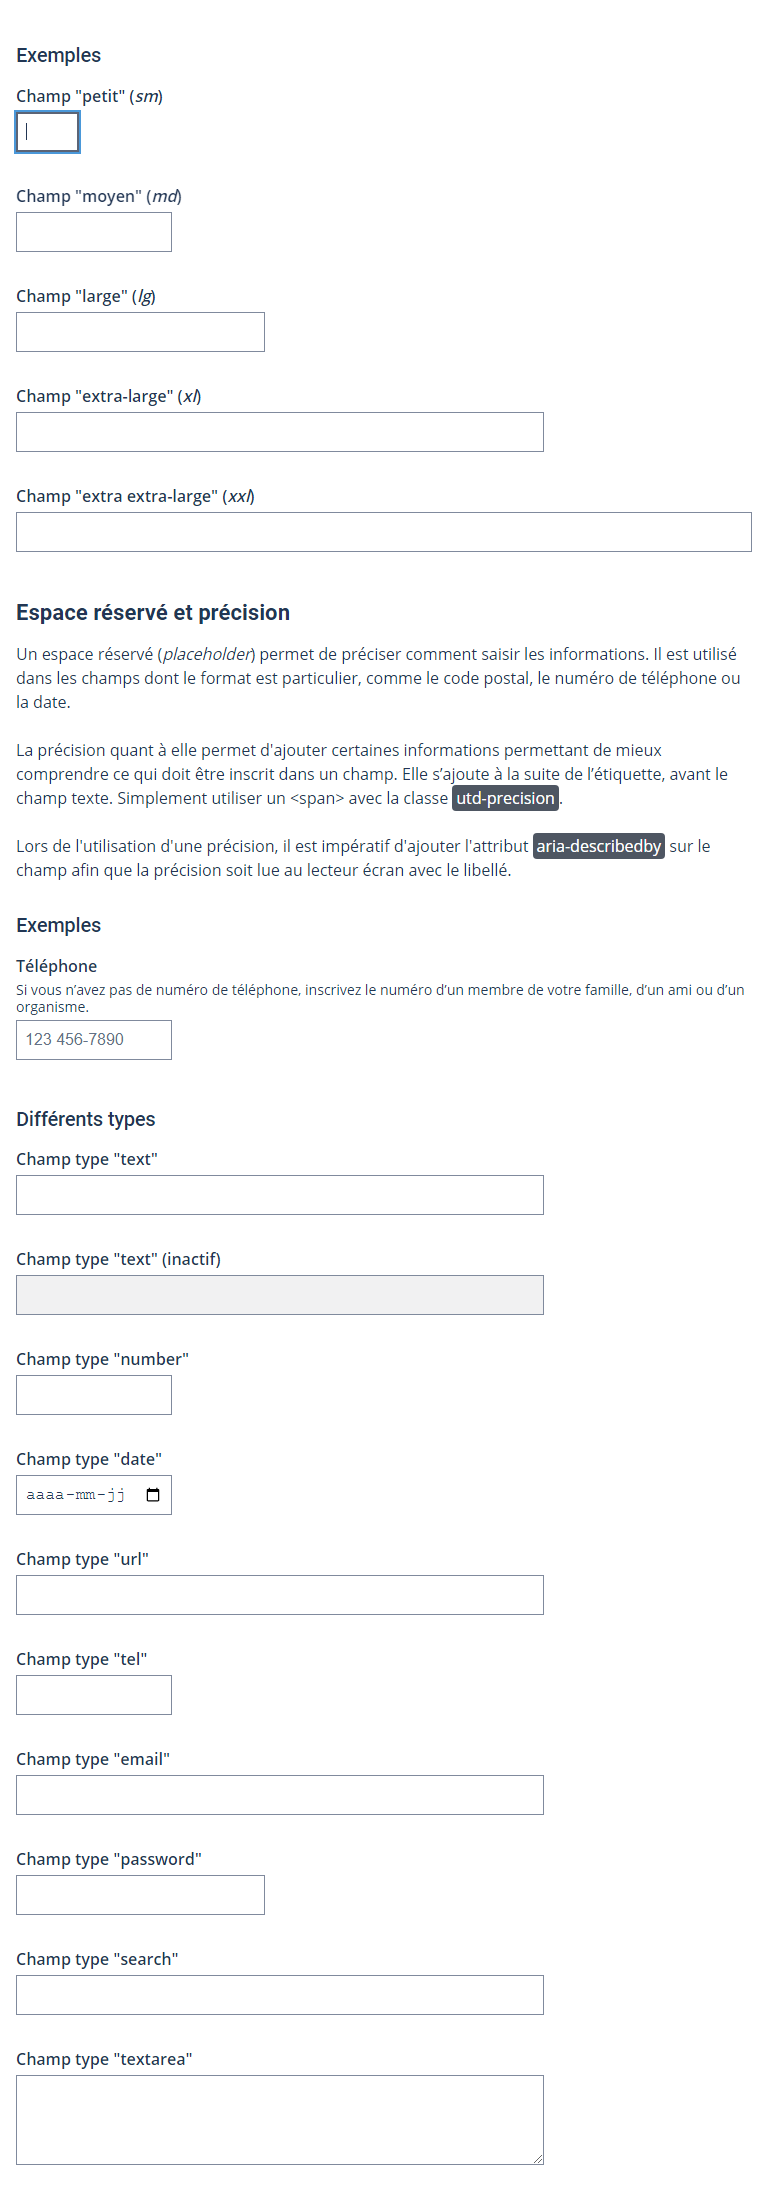 Exemples
Champ "petit" (sm)
Champ "moyen" (md)
Champ "large" (lg)
Champ "extra-large" (xl)
Champ "extra extra-large" (xxl)
Espace réservé et précision
Un espace réservé (placeholder) permet de préciser comment saisir les informations. Il est utilisé
dans les champs dont le format est particulier, comme le code postal, le numéro de téléphone ou
la date.
La précision quant à elle permet d'ajouter certaines informations permettant de mieux
comprendre ce qui doit être inscrit dans un champ. Elle s’ajoute à la suite de l’étiquette, avant le
champ texte. Simplement utiliser un <span> avec la classe utd-precision.
Lors de l'utilisation d'une précision, il est impératif d'ajouter l'attribut aria-describedby sur le
champ afin que la précision soit lue au lecteur écran avec le libellé.
Exemples
Téléphone
Si vous n’avez pas de numéro de téléphone, inscrivez le numéro d’un membre de votre famille, d’un ami ou d’un
organisme.
123 456-7890
Différents types
Champ type "text"
Champ type "text" (inactif)
Champ type "number"
Champ type "date"
aaaa-mm-jj
Champ type "url"
Champ type "tel"
Champ type "email"
Champ type "password"
Champ type "search"
Champ type "textarea"